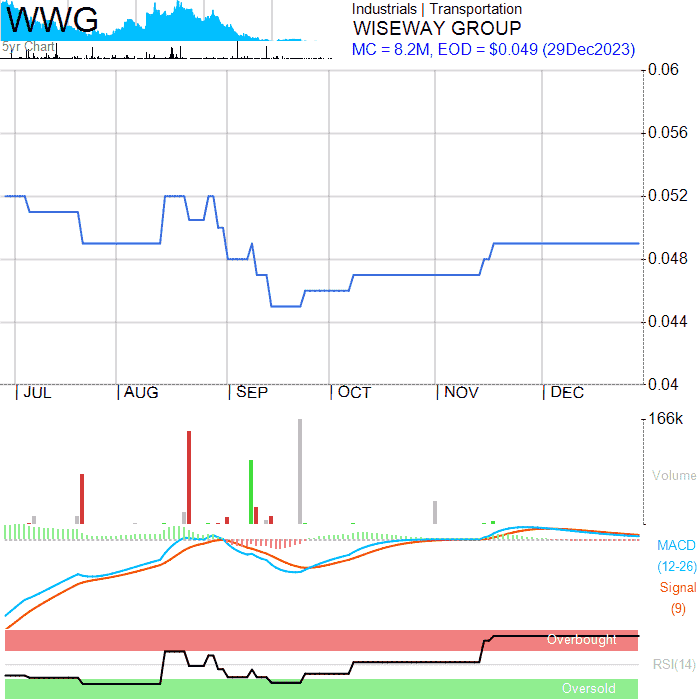 WWG
5yr Chart
Industrials | Transportation
WISEWAY GROUP
MC = 8.2M, EOD = $0.049 (29Dec2023)
0.06
0.056
0.052
0.048
0.044
0.04
JUL AUG SEP OCT NOV DEC
166k
Volume
MACD
(12-26)
Signal
(9)
Overbought
RSI(14)
Oversold